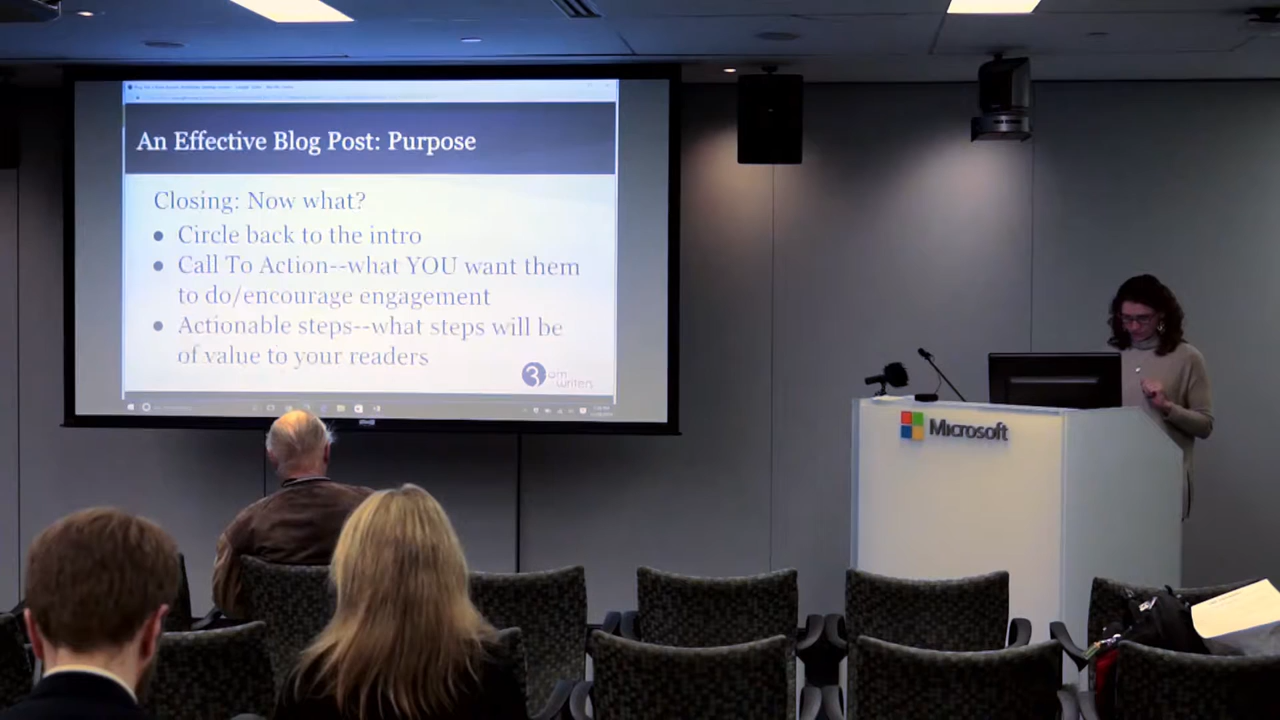 An Effective Blog Post: Purpose
Closing: Now what?
● Circle back to the intro
● Call To Action--what YOU want them
to do/encourage engagement
● Actionable steps--what steps will be
of value to your readers
3 am
writers
Microsoft